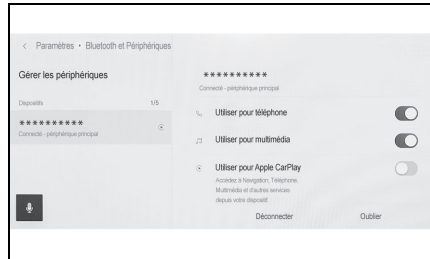 < Paramètres • Bluetooth et Périphériques
Gérer les périphériques
Dispositifs 1/5
**********
Connecté - périphérique principal
**********
Connecté - périphérique principal
Utiliser pour téléphone
Utiliser pour multimédia
Utiliser pour Apple CarPlay
Accédez à Navigation, Téléphone,
Multimédia et d'autres services
depuis votre dispositif
Déconnecter Oublier